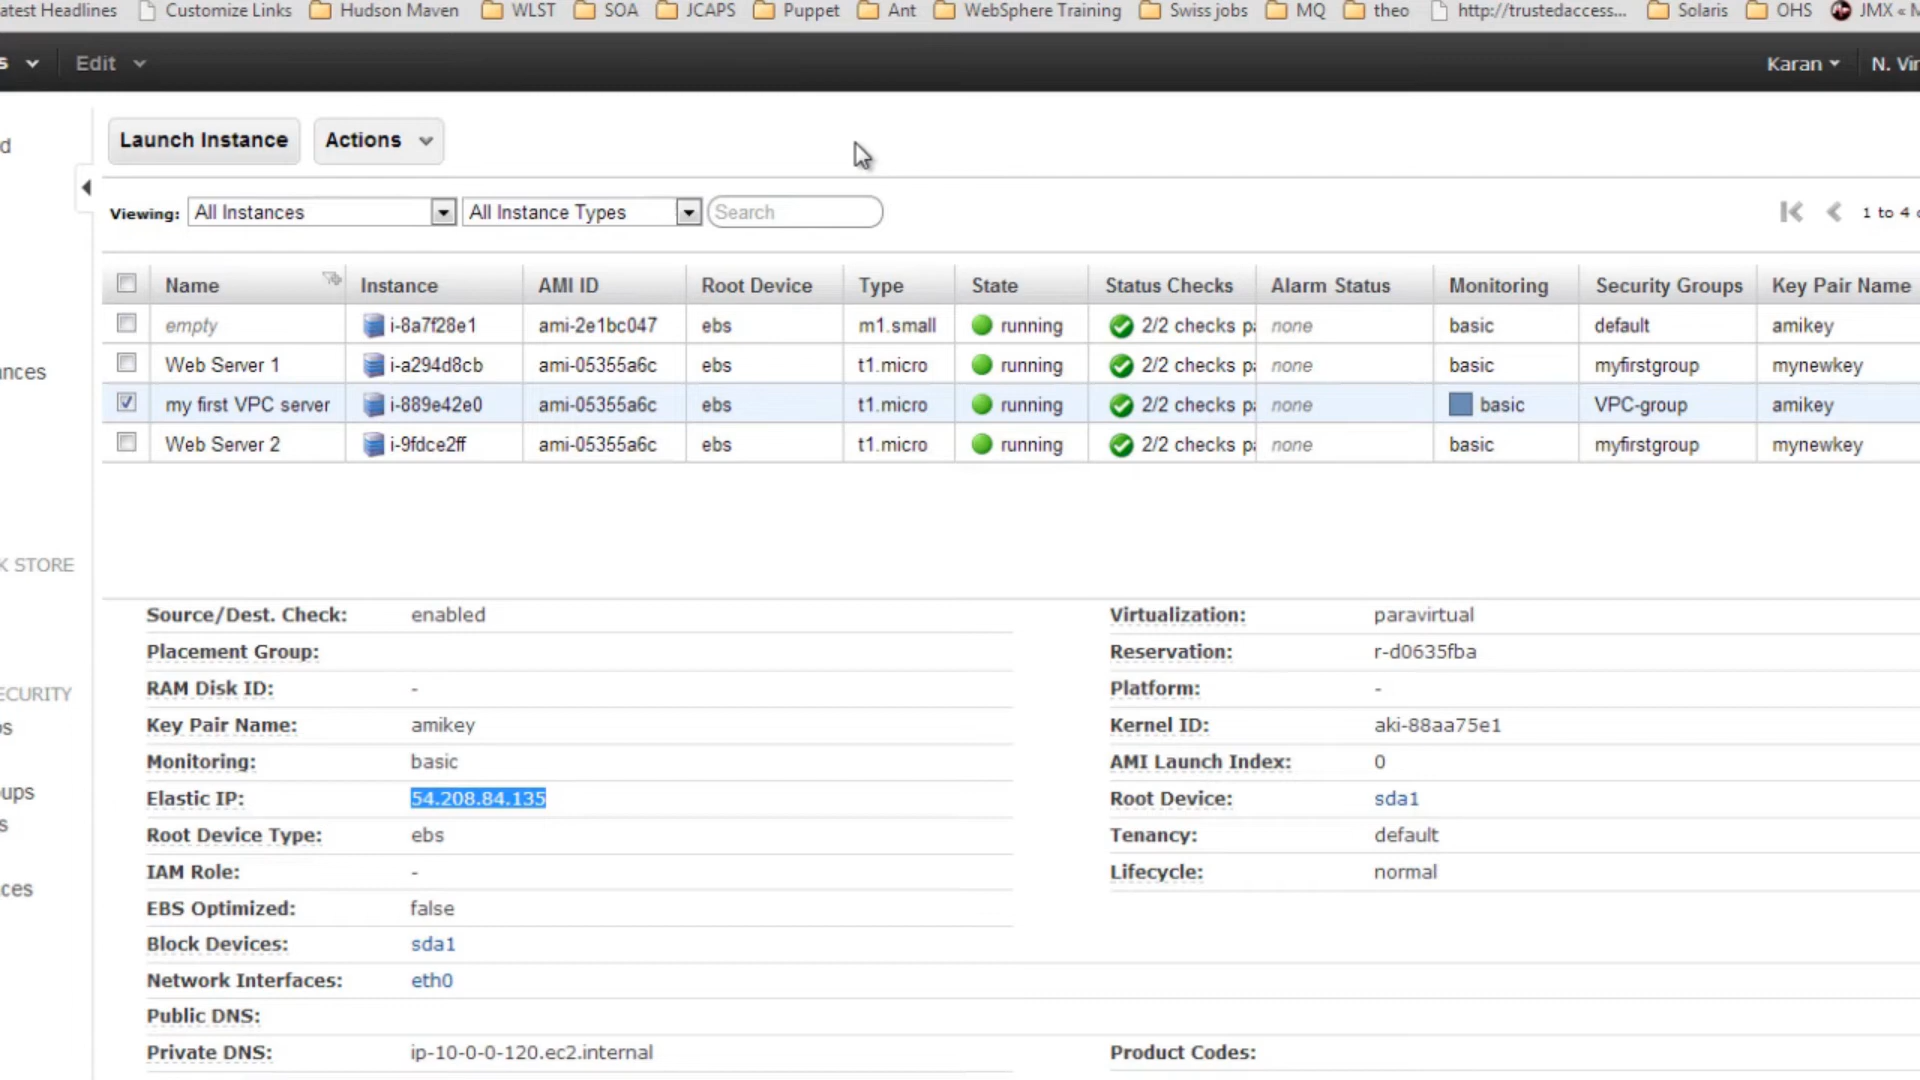 atest Headlines Customize Links Hudson Maven WLST SOA JCAPS Puppet Ant WebSphere Training Swiss jobs MQ theo http://trustedaccess... Solaris OHS JMX « M
s Edit Karan N. Vir
d
Launch Instance Actions
Viewing: All Instances All Instance Types Search 1 to 4
Name Instance AMI ID Root Device Type State Status Checks Alarm Status Monitoring Security Groups Key Pair Name
empty i-8a7f28e1 ami-2e1bc047 ebs m1.small running 2/2 checks pa none basic default amikey
Web Server 1 i-a294d8cb ami-05355a6c ebs t1.micro running 2/2 checks pa none basic myfirstgroup mynewkey
ances
my first VPC server i-889e42e0 ami-05355a6c ebs t1.micro running 2/2 checks pa none basic VPC-group amikey
Web Server 2 i-9fdce2ff ami-05355a6c ebs t1.micro running 2/2 checks pa none basic myfirstgroup mynewkey
K STORE
Source/Dest. Check: enabled Virtualization: paravirtual
Placement Group: Reservation: r-d0635fba
RAM Disk ID: - Platform: -
ECURITY
Key Pair Name: amikey Kernel ID: aki-88aa75e1
ps
Monitoring: basic AMI Launch Index: 0
Elastic IP: 54.208.84.135 Root Device: sda1
oups
s
Root Device Type: ebs Tenancy: default
IAM Role: - Lifecycle: normal
ces
EBS Optimized: false
Block Devices: sda1
Network Interfaces: eth0
Public DNS:
Private DNS: ip-10-0-0-120.ec2.internal Product Codes: